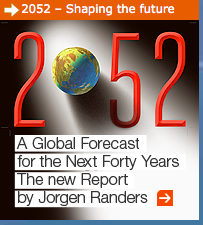 2052 – Shaping the future
2052
A Global Forecast
for the Next Forty Years
The new Report
by Jorgen Randers